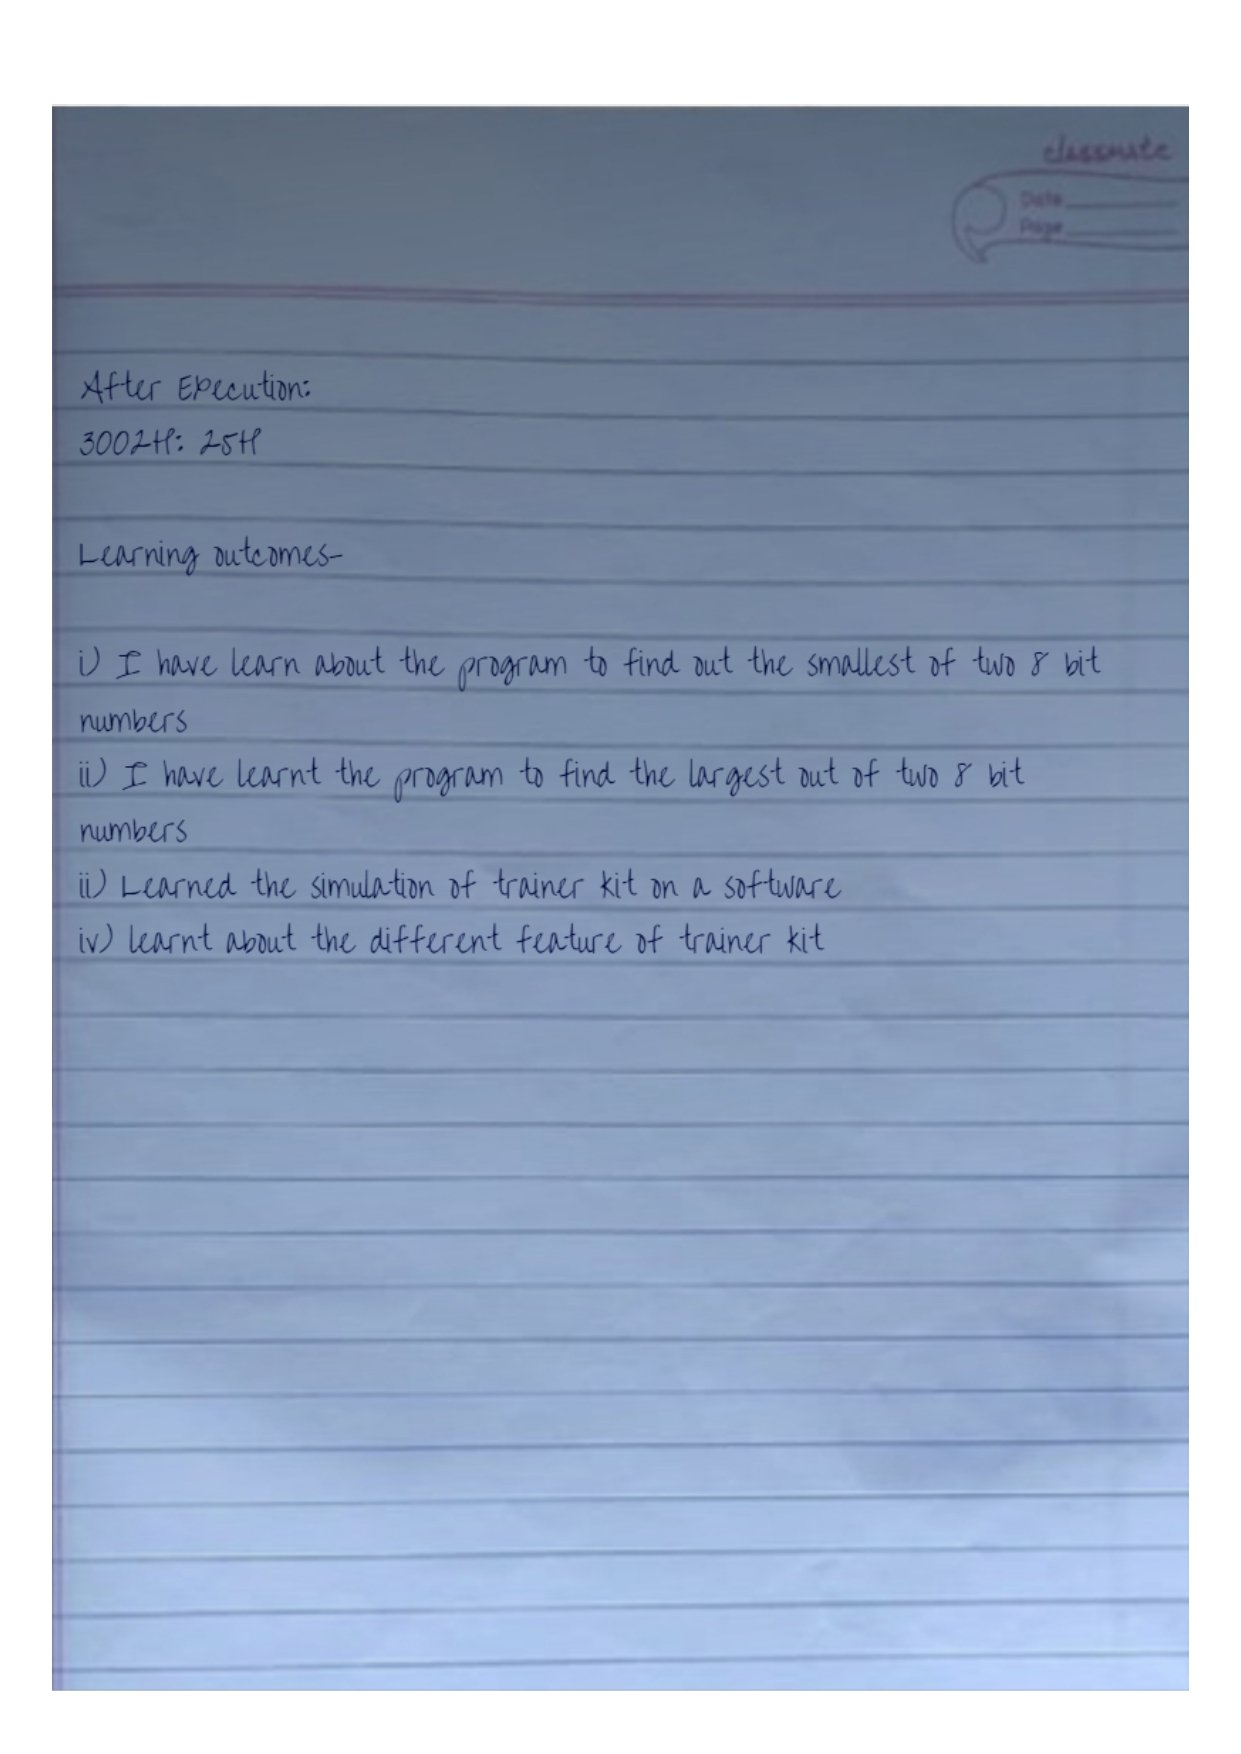 classmate
Date
Page
After Execution:
3002H: 25H
Learning outcomes-
i) I have learn about the program to find out the smallest of two 8 bit
numbers
ii) I have learnt the program to find the largest out of two 8 bit
numbers
ii) Learned the simulation of trainer kit on a software
iv) learnt about the different feature of trainer kit